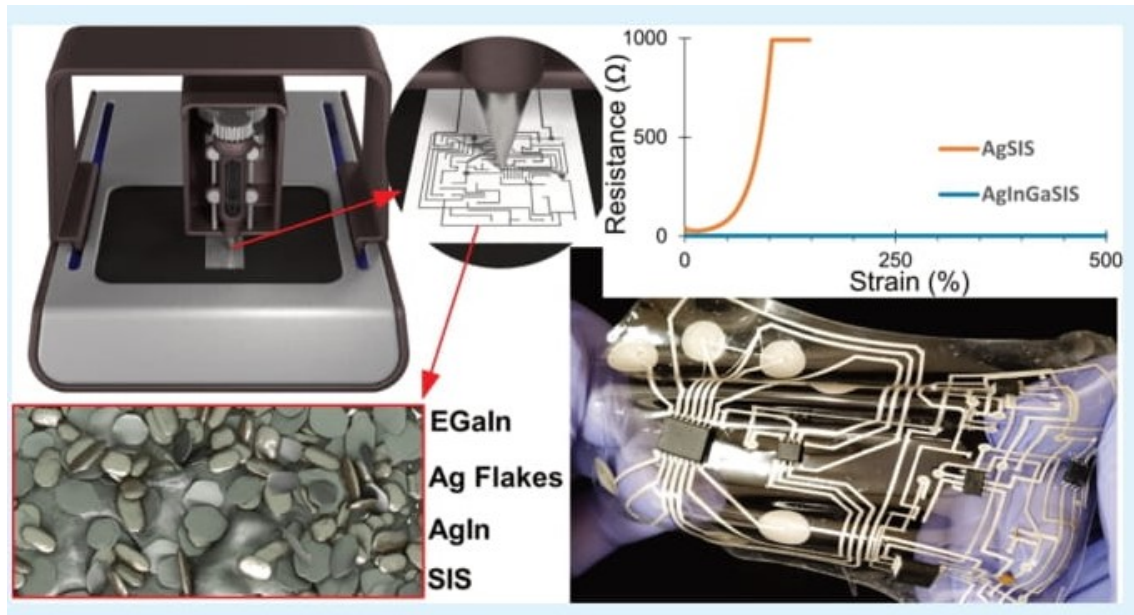 1000
500
0
Resistance (Ω)
AgSIS
AgInGaSIS
0
250
500
Strain (%)
EGaIn
Ag Flakes
AgIn
SIS